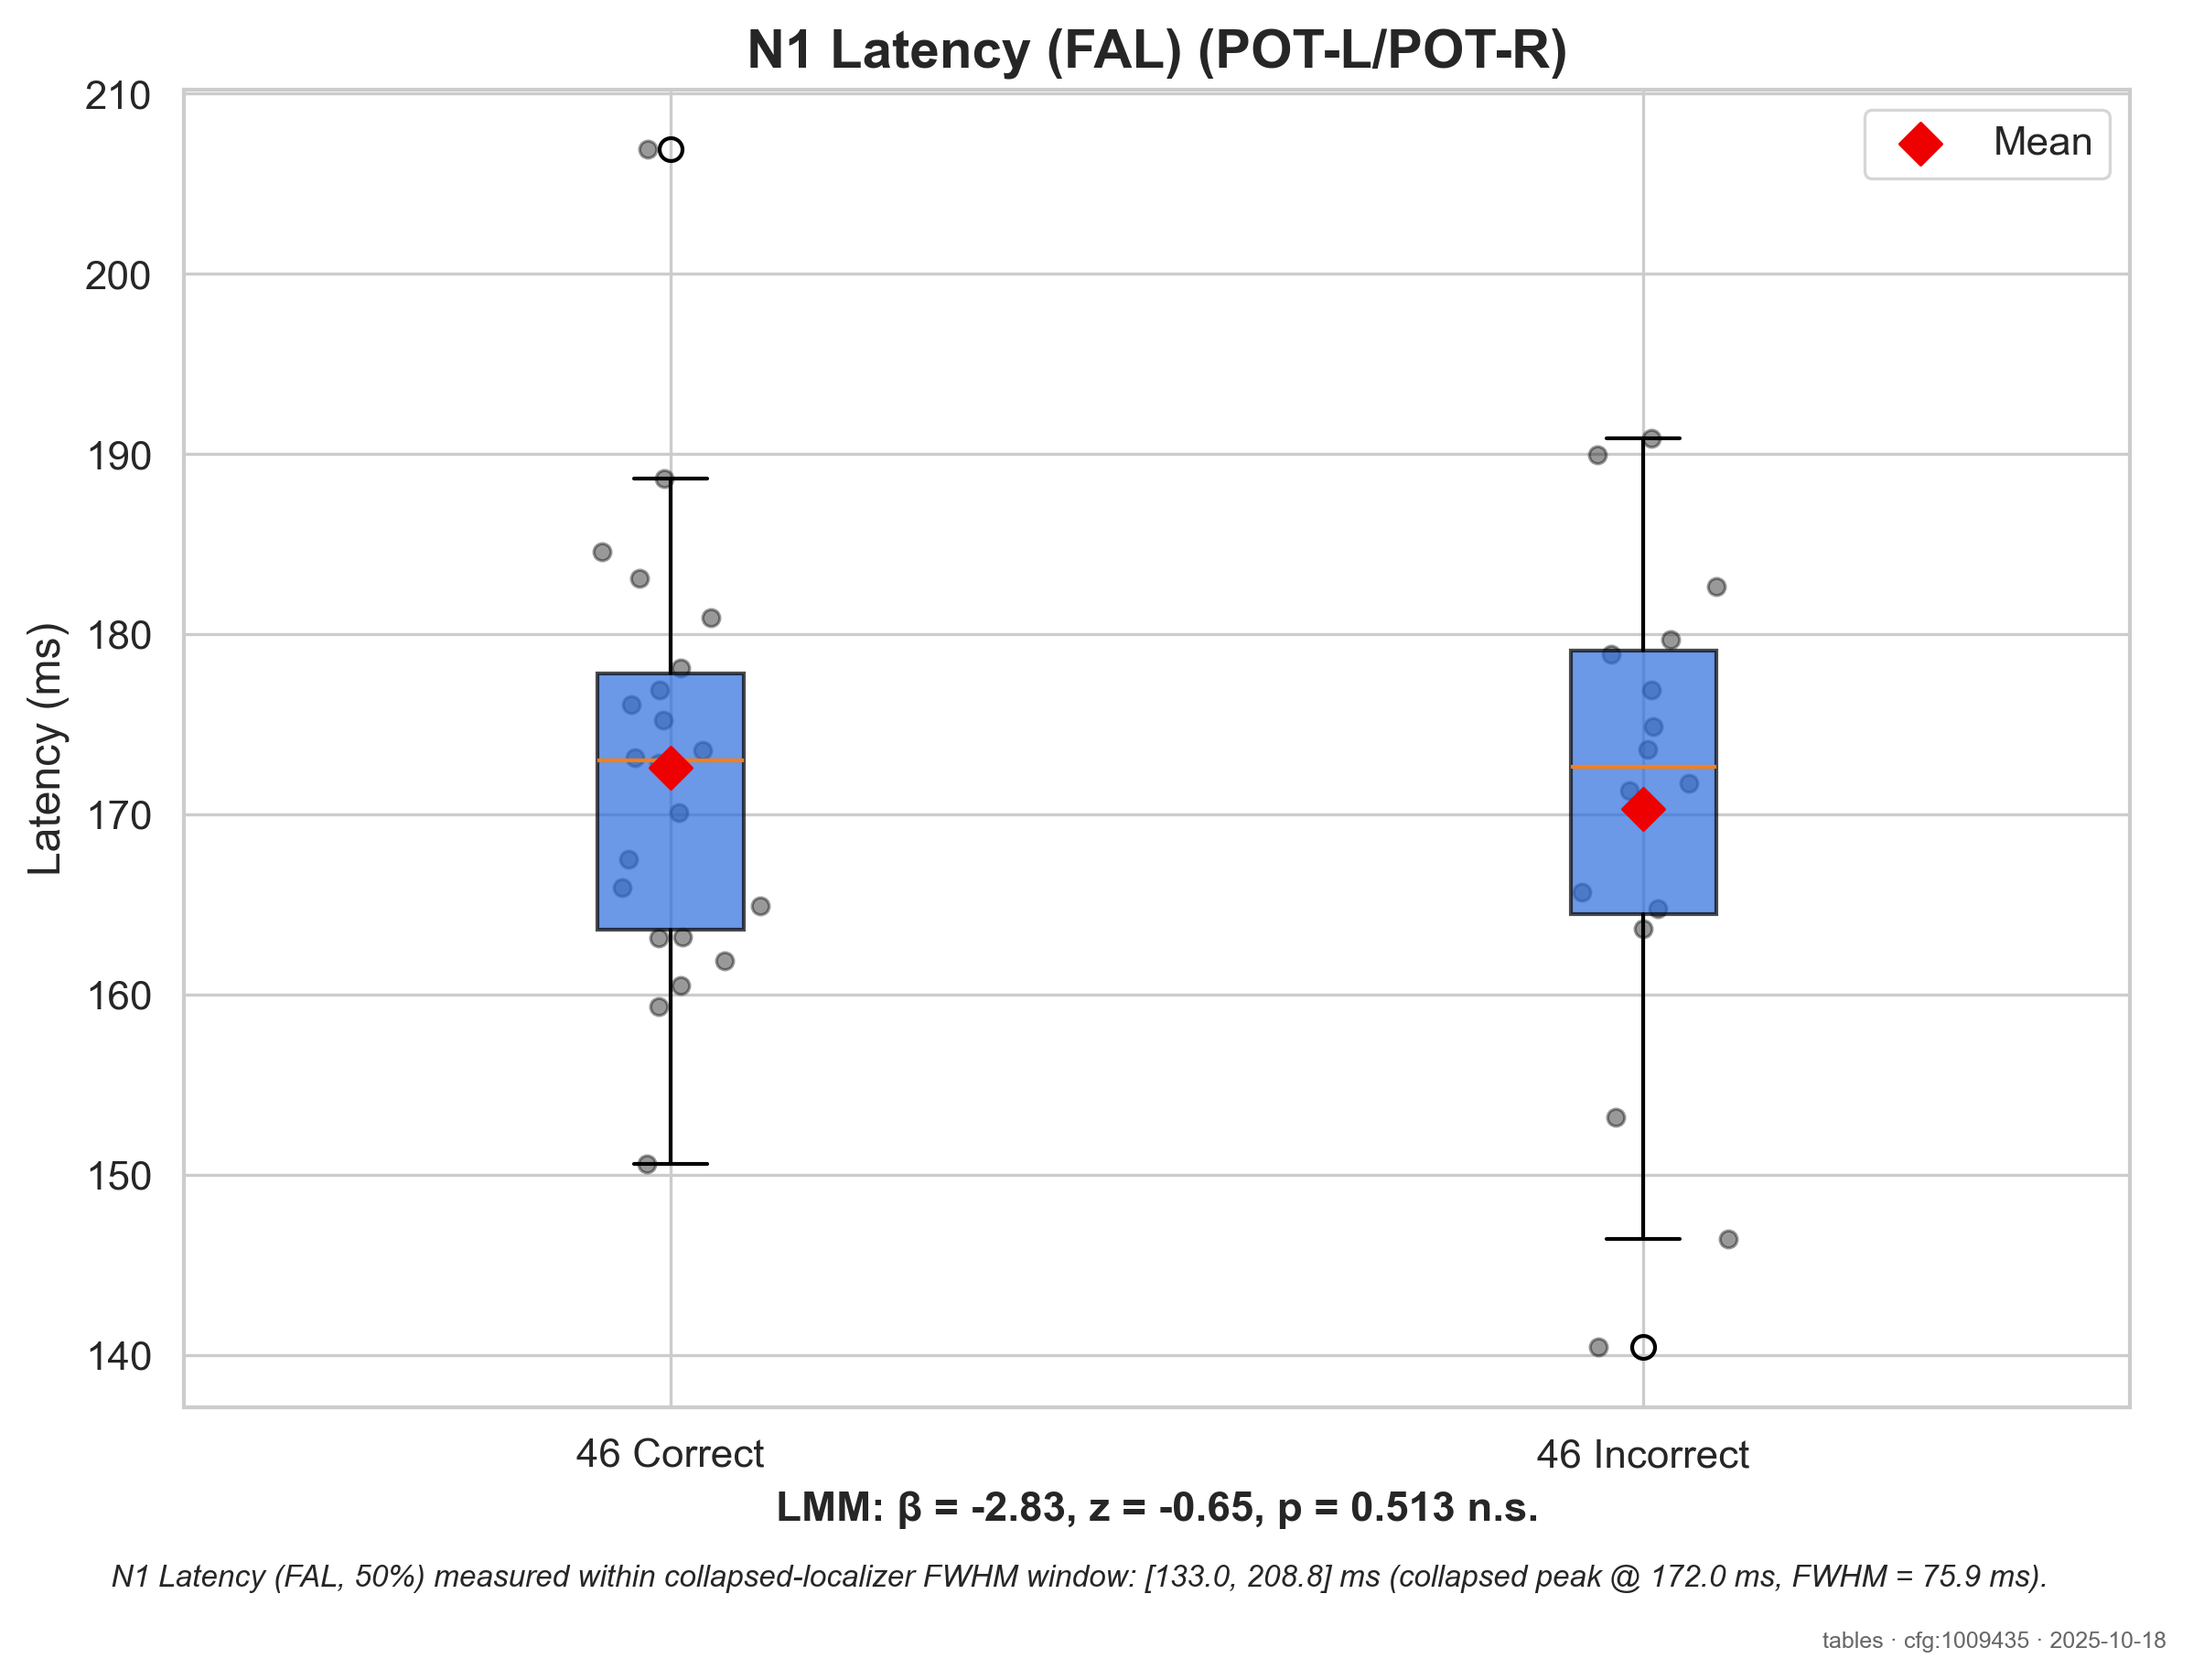 N1 Latency (FAL) (POT-L/POT-R)
Mean
Latency (ms)
210
200
190
180
170
160
150
140
46 Correct
46 Incorrect
LMM: β = -2.83, z = -0.65, p = 0.513 n.s.
N1 Latency (FAL, 50%) measured within collapsed-localizer FWHM window: [133.0, 208.8] ms (collapsed peak @ 172.0 ms, FWHM = 75.9 ms).
tables · cfg:1009435 · 2025-10-18